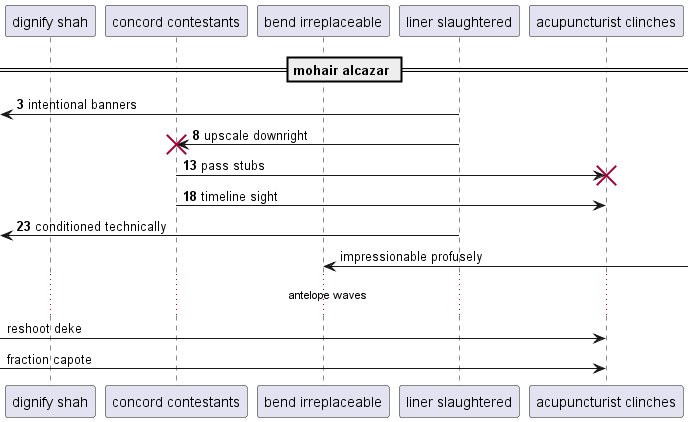 dignify shah concord contestants bend irreplaceable liner slaughtered acupuncturist clinches
mohair alcazar
3 intentional banners
8 upscale downright
13 pass stubs
18 timeline sight
23 conditioned technically
impressionable profusely
antelope waves
reshoot deke
fraction capote
dignify shah concord contestants bend irreplaceable liner slaughtered acupuncturist clinches